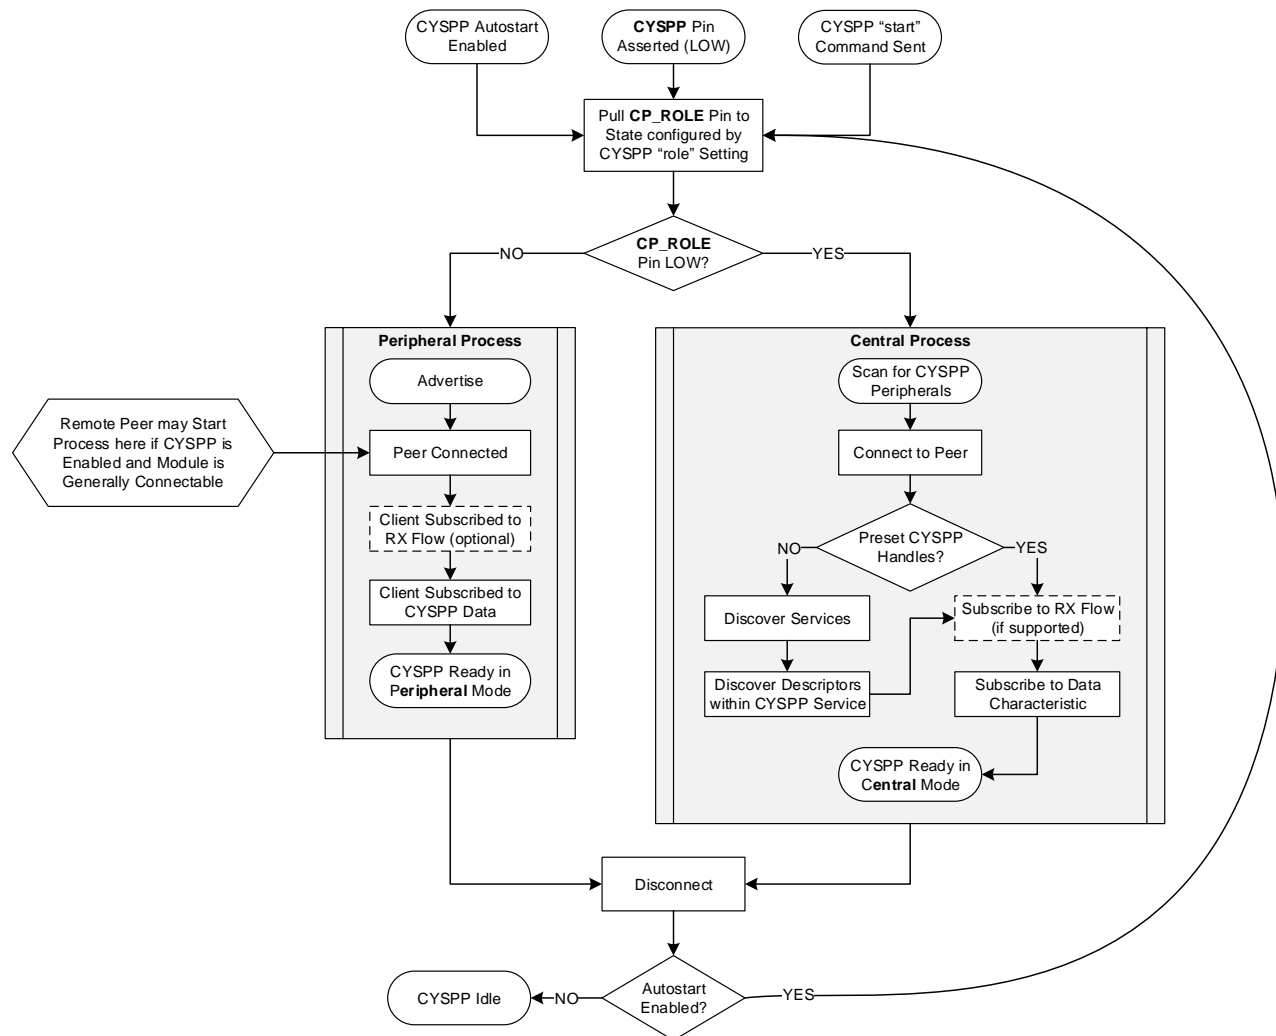 CYSPP Autostart
Enabled
CYSPP Pin
Asserted (LOW)
CYSPP “start”
Command Sent
Pull CP_ROLE Pin to
State configured by
CYSPP “role” Setting
CP_ROLE
Pin LOW?
NO
YES
Peripheral Process
Advertise
Peer Connected
Client Subscribed to
RX Flow (optional)
Client Subscribed to
CYSPP Data
CYSPP Ready in
Peripheral Mode
Remote Peer may Start
Process here if CYSPP is
Enabled and Module is
Generally Connectable
Central Process
Scan for CYSPP
Peripherals
Connect to Peer
Preset CYSPP
Handles?
NO
YES
Discover Services
Discover Descriptors
within CYSPP Service
Subscribe to RX Flow
(if supported)
Subscribe to Data
Characteristic
CYSPP Ready in
Central Mode
Disconnect
Autostart
Enabled?
NO
YES
CYSPP Idle